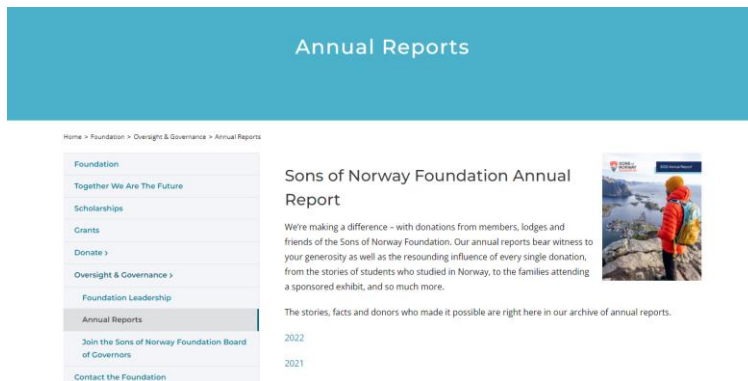 Annual Reports
Home > Foundation > Oversight & Governance > Annual Reports
Foundation
Together We Are The Future
Scholarships
Grants
Donate >
Oversight & Governance >
Foundation Leadership
Annual Reports
Join the Sons of Norway Foundation Board
of Governors
Contact the Foundation
Sons of Norway Foundation Annual
Report
We're making a difference – with donations from members, lodges and
friends of the Sons of Norway Foundation. Our annual reports bear witness to
your generosity as well as the resounding influence of every single donation,
from the stories of students who studied in Norway, to the families attending
a sponsored exhibit, and so much more.
The stories, facts and donors who made it possible are right here in our archive of annual reports.
2022
2021
SONS of
NORWAY